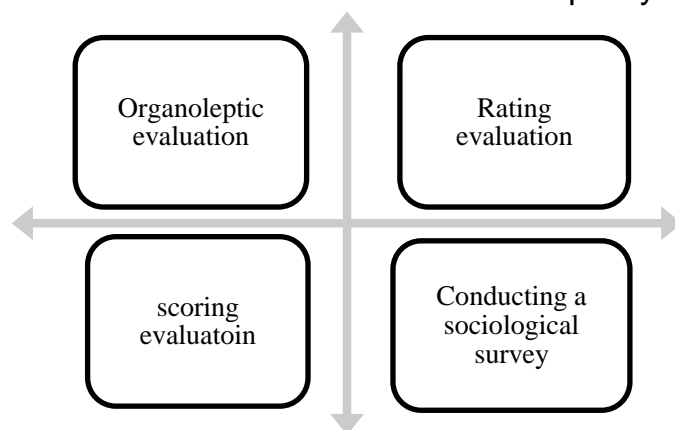 Organoleptic
evaluation
Rating
evaluation
scoring
evaluatoin
Conducting a
sociological
survey